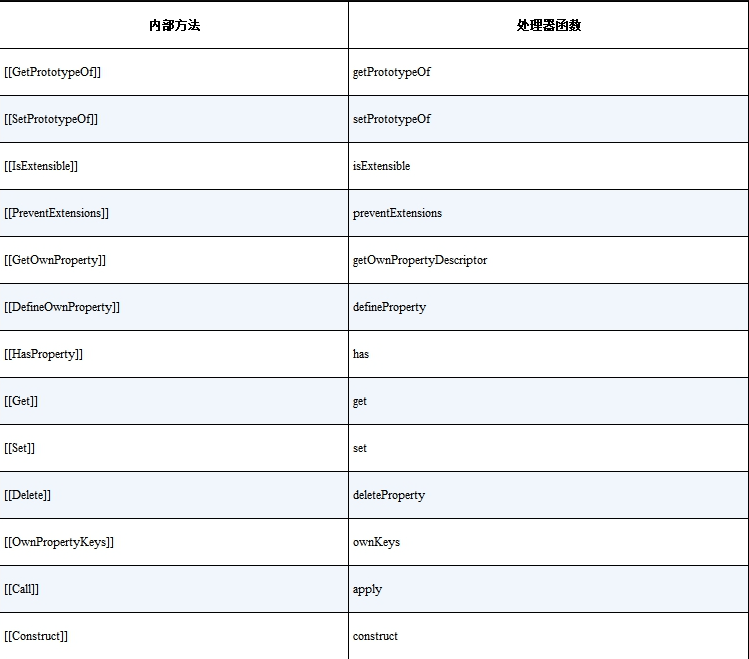 内部方法 处理器函数
[[GetPrototypeOf]] getPrototypeOf
[[SetPrototypeOf]] setPrototypeOf
[[IsExtensible]] isExtensible
[[PreventExtensions]] preventExtensions
[[GetOwnProperty]] getOwnPropertyDescriptor
[[DefineOwnProperty]] defineProperty
[[HasProperty]] has
[[Get]] get
[[Set]] set
[[Delete]] deleteProperty
[[OwnPropertyKeys]] ownKeys
[[Call]] apply
[[Construct]] construct